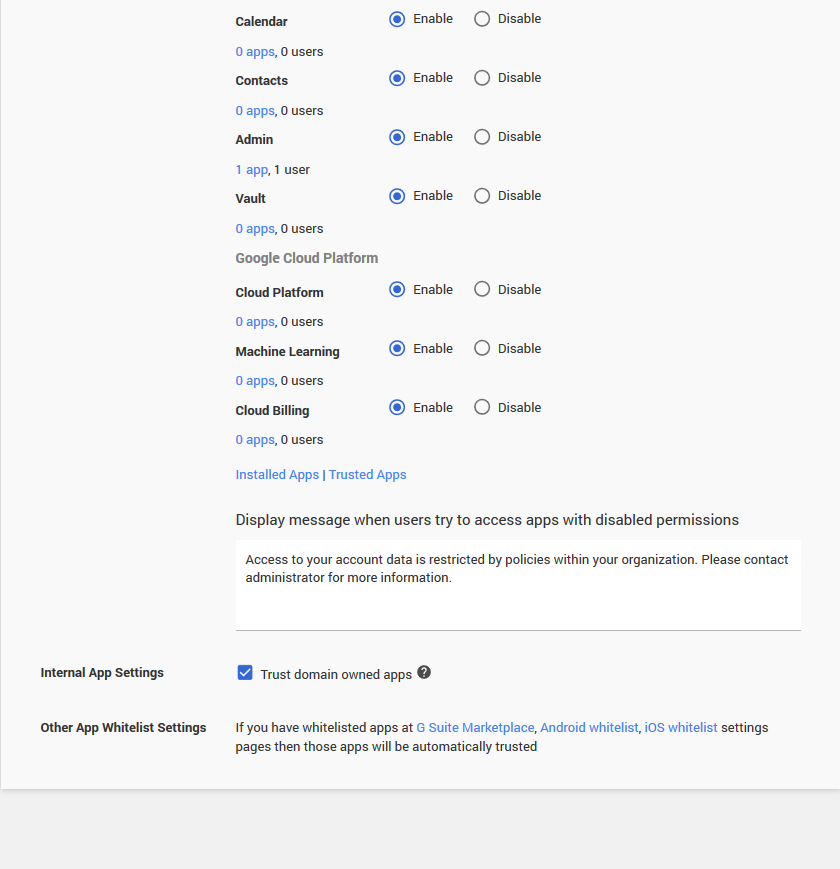 Calendar Enable Disable
0 apps, 0 users
Contacts Enable Disable
0 apps, 0 users
Admin Enable Disable
1 app, 1 user
Vault Enable Disable
0 apps, 0 users
Google Cloud Platform
Cloud Platform Enable Disable
0 apps, 0 users
Machine Learning Enable Disable
0 apps, 0 users
Cloud Billing Enable Disable
0 apps, 0 users
Installed Apps | Trusted Apps
Display message when users try to access apps with disabled permissions
Access to your account data is restricted by policies within your organization. Please contact
administrator for more information.
Internal App Settings Trust domain owned apps ?
Other App Whitelist Settings If you have whitelisted apps at G Suite Marketplace, Android whitelist, iOS whitelist settings
pages then those apps will be automatically trusted